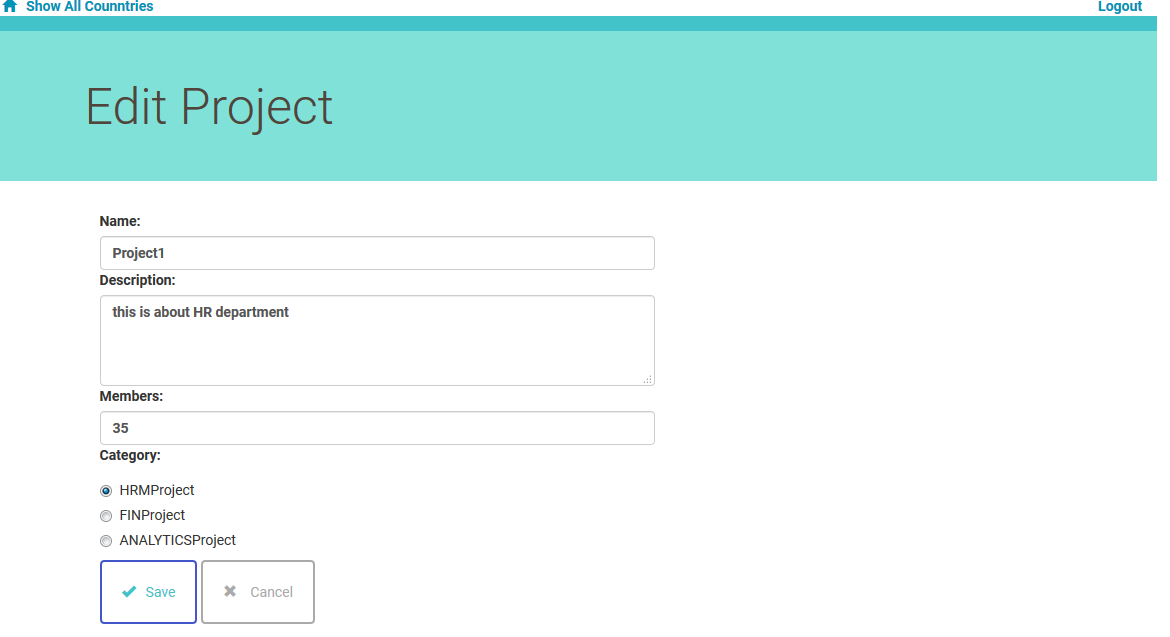 Show All Counntries
Logout
Edit Project
Name:
Project1
Description:
this is about HR department
Members:
35
Category:
HRMProject
FINProject
ANALYTICSProject
Save
Cancel